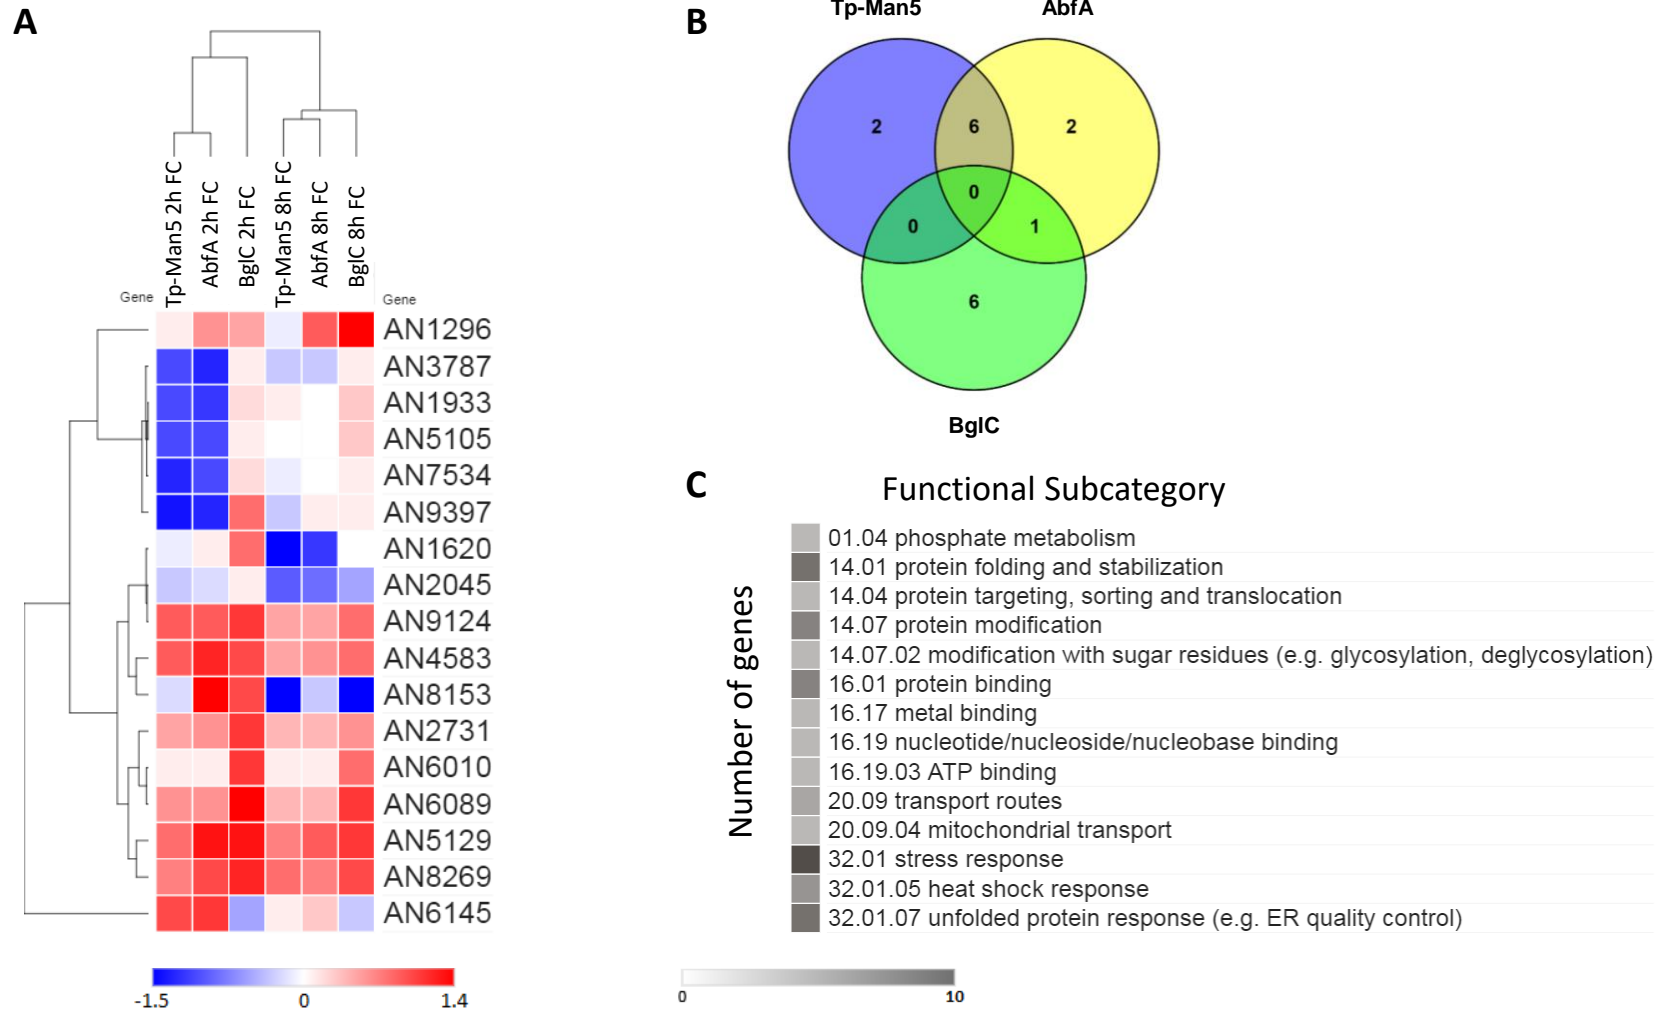 A
Tp-Man5 2h FC
AbfA 2h FC
BglC 2h FC
Tp-Man5 8h FC
AbfA 8h FC
BglC 8h FC
Gene
Gene
AN1296
AN3787
AN1933
AN5105
AN7534
AN9397
AN1620
AN2045
AN9124
AN4583
AN8153
AN2731
AN6010
AN6089
AN5129
AN8269
AN6145
-1.5 0 1.4
B
Tp-Man5 AbfA
2 6 2
0
0 1
6
BglC
C
Functional Subcategory
Number of genes
01.04 phosphate metabolism
14.01 protein folding and stabilization
14.04 protein targeting, sorting and translocation
14.07 protein modification
14.07.02 modification with sugar residues (e.g. glycosylation, deglycosylation)
16.01 protein binding
16.17 metal binding
16.19 nucleotide/nucleoside/nucleobase binding
16.19.03 ATP binding
20.09 transport routes
20.09.04 mitochondrial transport
32.01 stress response
32.01.05 heat shock response
32.01.07 unfolded protein response (e.g. ER quality control)
0 10